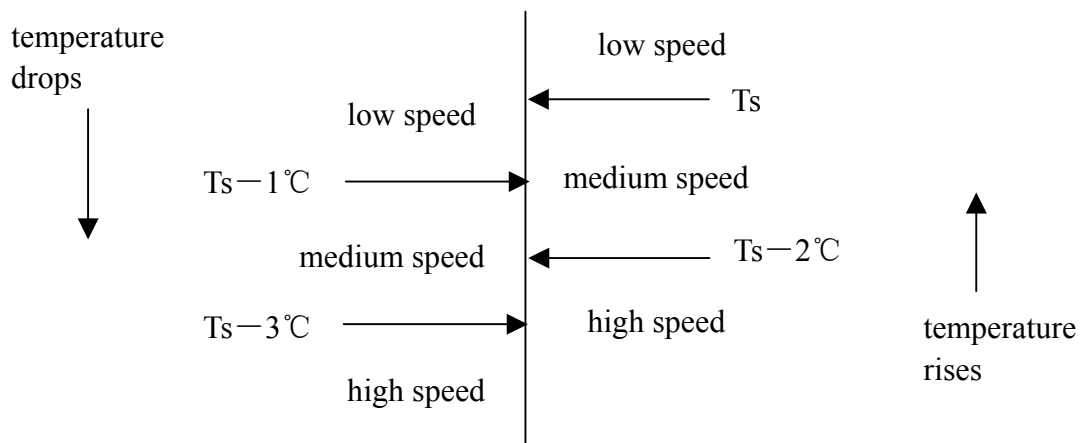 temperature
drops
low speed
Ts
low speed
Ts－1℃
medium speed
medium speed
Ts－2℃
Ts－3℃
high speed
temperature
rises
high speed